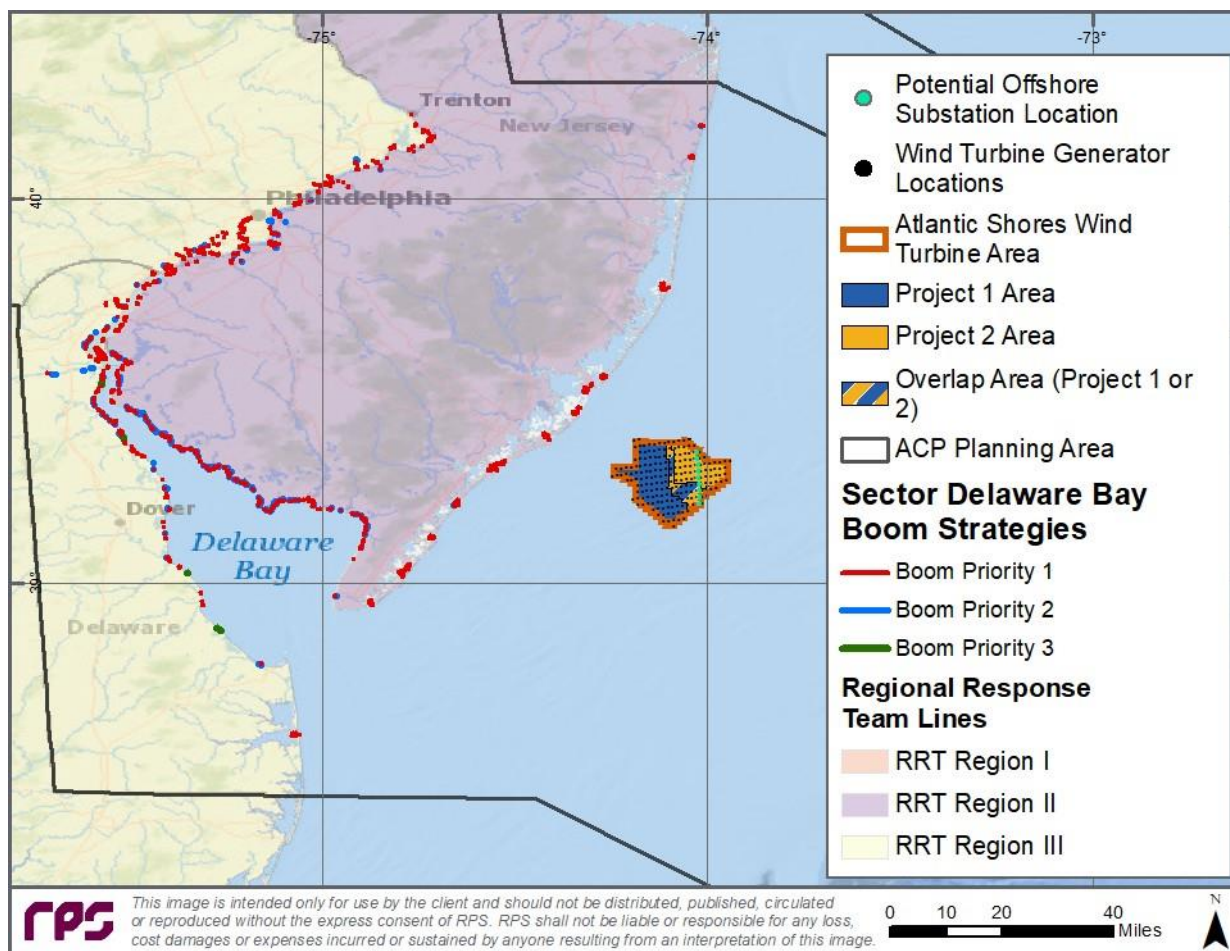 -75°
-74°
-73°
40°
39°
Trenton
New Jersey
Philadelphia
Dover
Delaware
Bay
Delaware
Potential Offshore
Substation Location
Wind Turbine Generator
Locations
Atlantic Shores Wind
Turbine Area
Project 1 Area
Project 2 Area
Overlap Area (Project 1 or
2)
ACP Planning Area
Sector Delaware Bay
Boom Strategies
Boom Priority 1
Boom Priority 2
Boom Priority 3
Regional Response
Team Lines
RRT Region I
RRT Region II
RRT Region III
rps
This image is intended only for use by the client and should not be distributed, published, circulated
or reproduced without the express consent of RPS. RPS shall not be liable or responsible for any loss,
cost damages or expenses incurred or sustained by anyone resulting from an interpretation of this image.
0 10 20 40
Miles
N